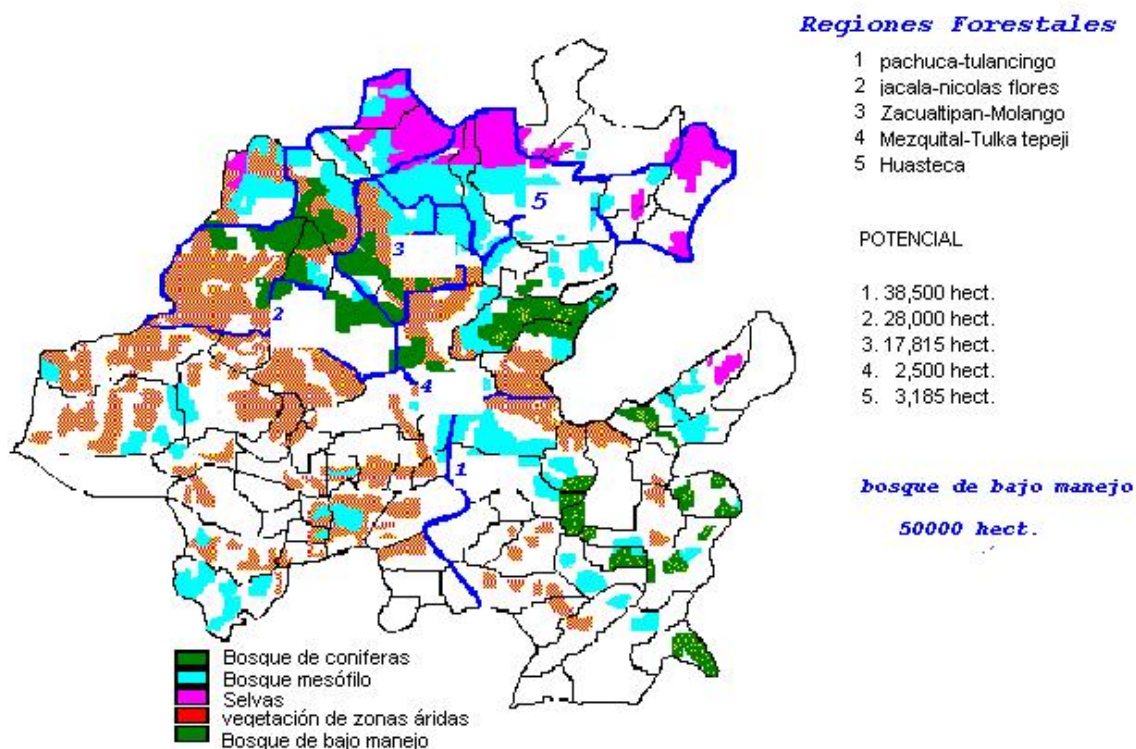 Regiones Forestales
1 pachuca-tulancingo
2 jacala-nicolas flores
3 Zacualtipan-Molango
4 Mezquital-Tulka tepeji
5 Huasteca
5
3
2
4
1
POTENCIAL
1. 38,500 hect.
2. 28,000 hect.
3. 17,815 hect.
4. 2,500 hect.
5. 3,185 hect.
bosque de bajo manejo
50000 hect.
Bosque de coniferas
Bosque mesófilo
Selvas
vegetación de zonas áridas
Bosque de bajo manejo